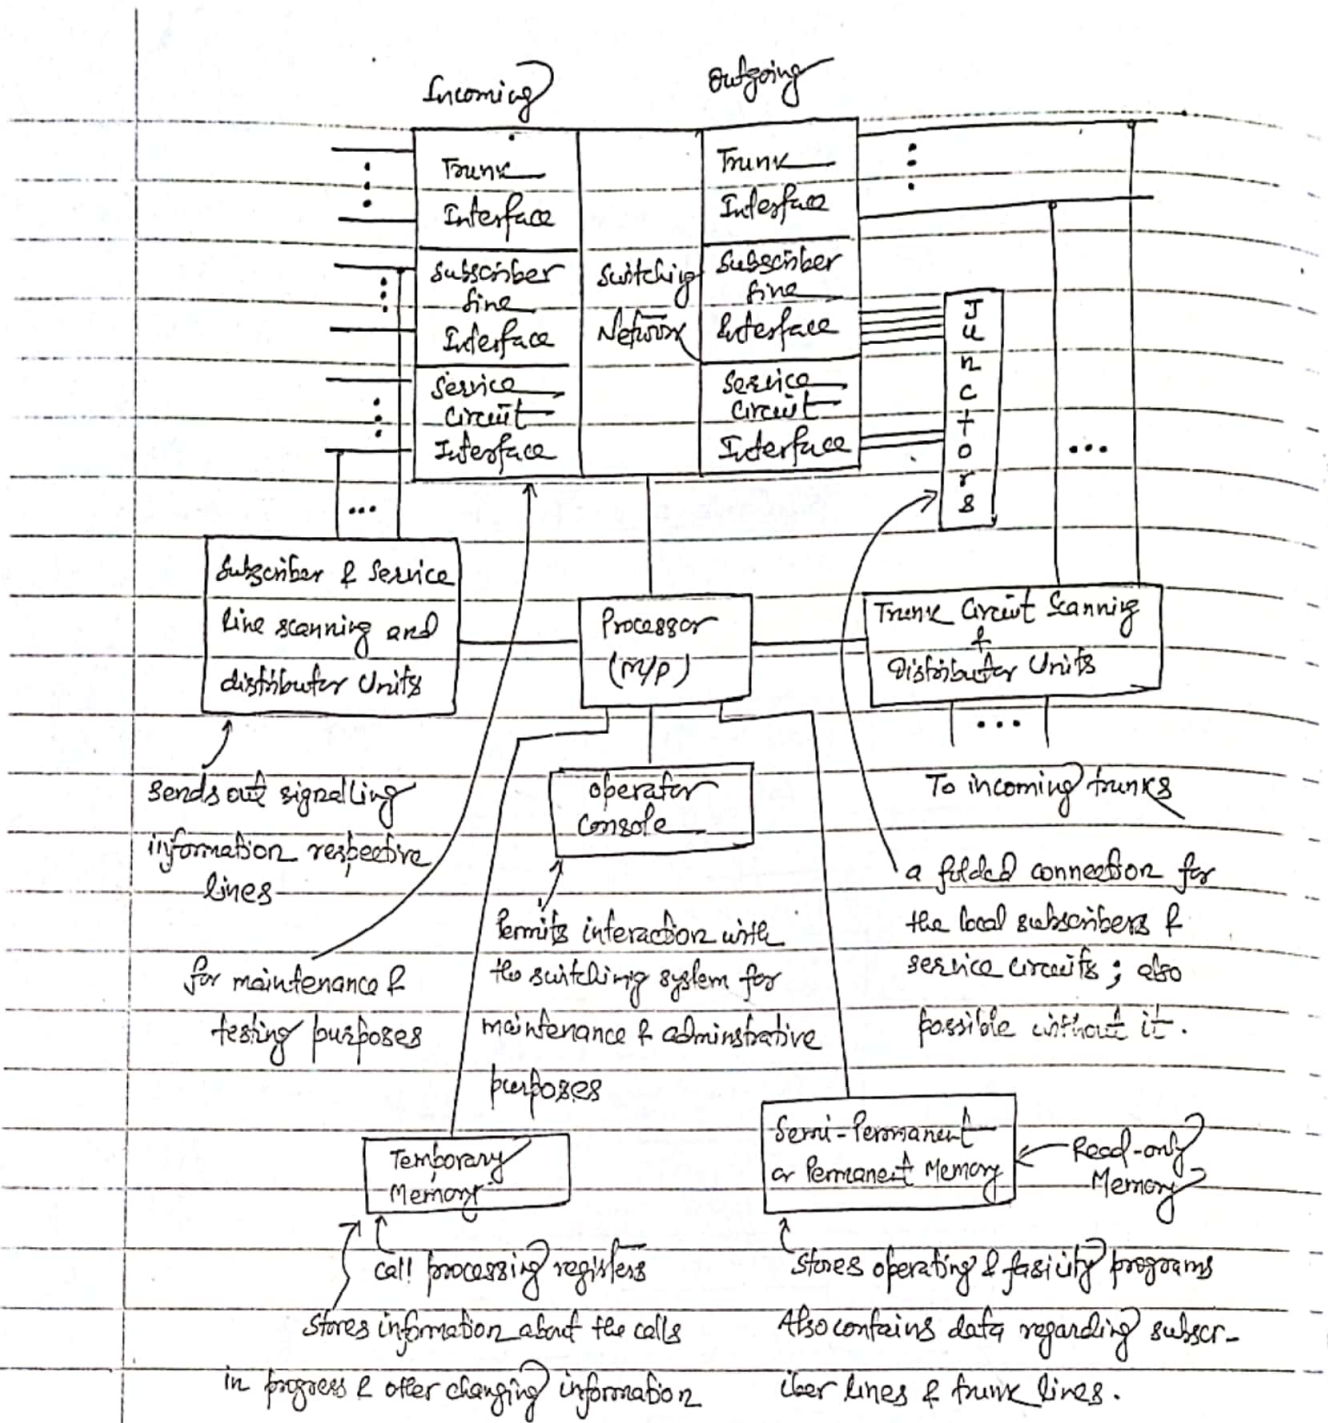 Incoming
Outgoing
Trunk
Interface
Subscriber
line
Interface
Service
Circuit
Interface
Switching
Network
Trunk
Interface
Subscriber
line
Interface
Service
Circuit
Interface
Junctors
Subscriber & Service
line scanning and
distributor Units
Processor
(M/P)
Trunk Circuit Scanning
&
Distributor Units
sends out signalling
information respective
lines
operator
console
To incoming trunks
for maintenance &
testing purposes
Permits interaction with
the switching system for
maintenance & adminstrative
purposes
a folded connection for
the local subscribers &
service circuits ; also
possible without it.
Temporary
Memory
Semi-Permanent
or Permanent Memory
Read-only
Memory
call processing registers
stores information about the calls
in progress & other changing information
stores operating & facility programs
Also contains data regarding subscr-
iber lines & trunk lines.